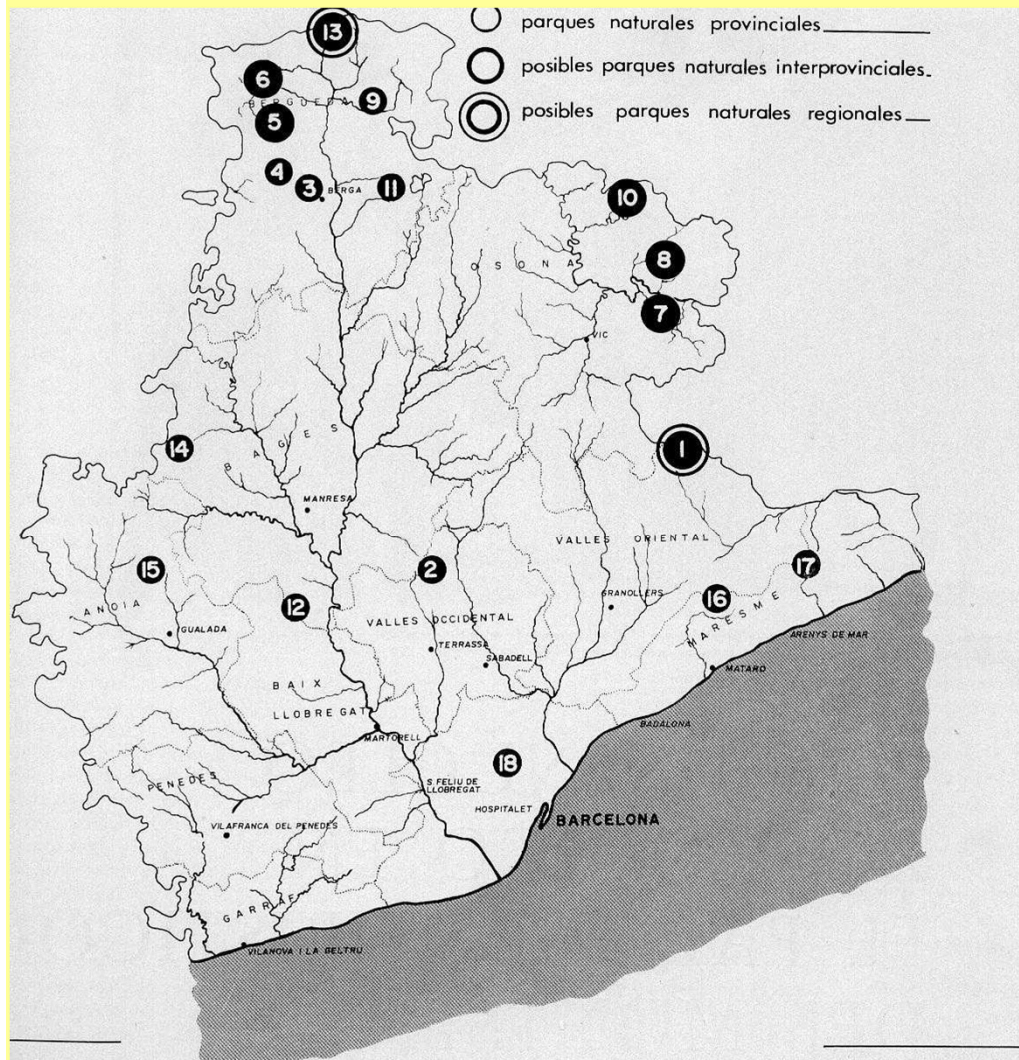 parques naturales provinciales
posibles parques naturales interprovinciales
posibles parques naturales regionales
13
6
9
BERGUEDA
5
4
3
BERGA
11
10
OSONA
8
7
VIC
14
BAGES
1
MANRESA
VALLES ORIENTAL
15
2
17
ANOIA
12
16
GRANOLLERS
IGUALADA
VALLES OCCIDENTAL
MARESME
ARENYS DE MAR
TERRASSA
SABADELL
MATARO
BAIX
LLOBREGAT
BADALONA
MARTORELL
18
PENEDES
S FELIU DE
LLOBREGAT
HOSPITALET
BARCELONA
VILAFRANCA DEL PENEDES
GARRAF
VILANOVA I LA GELTRU